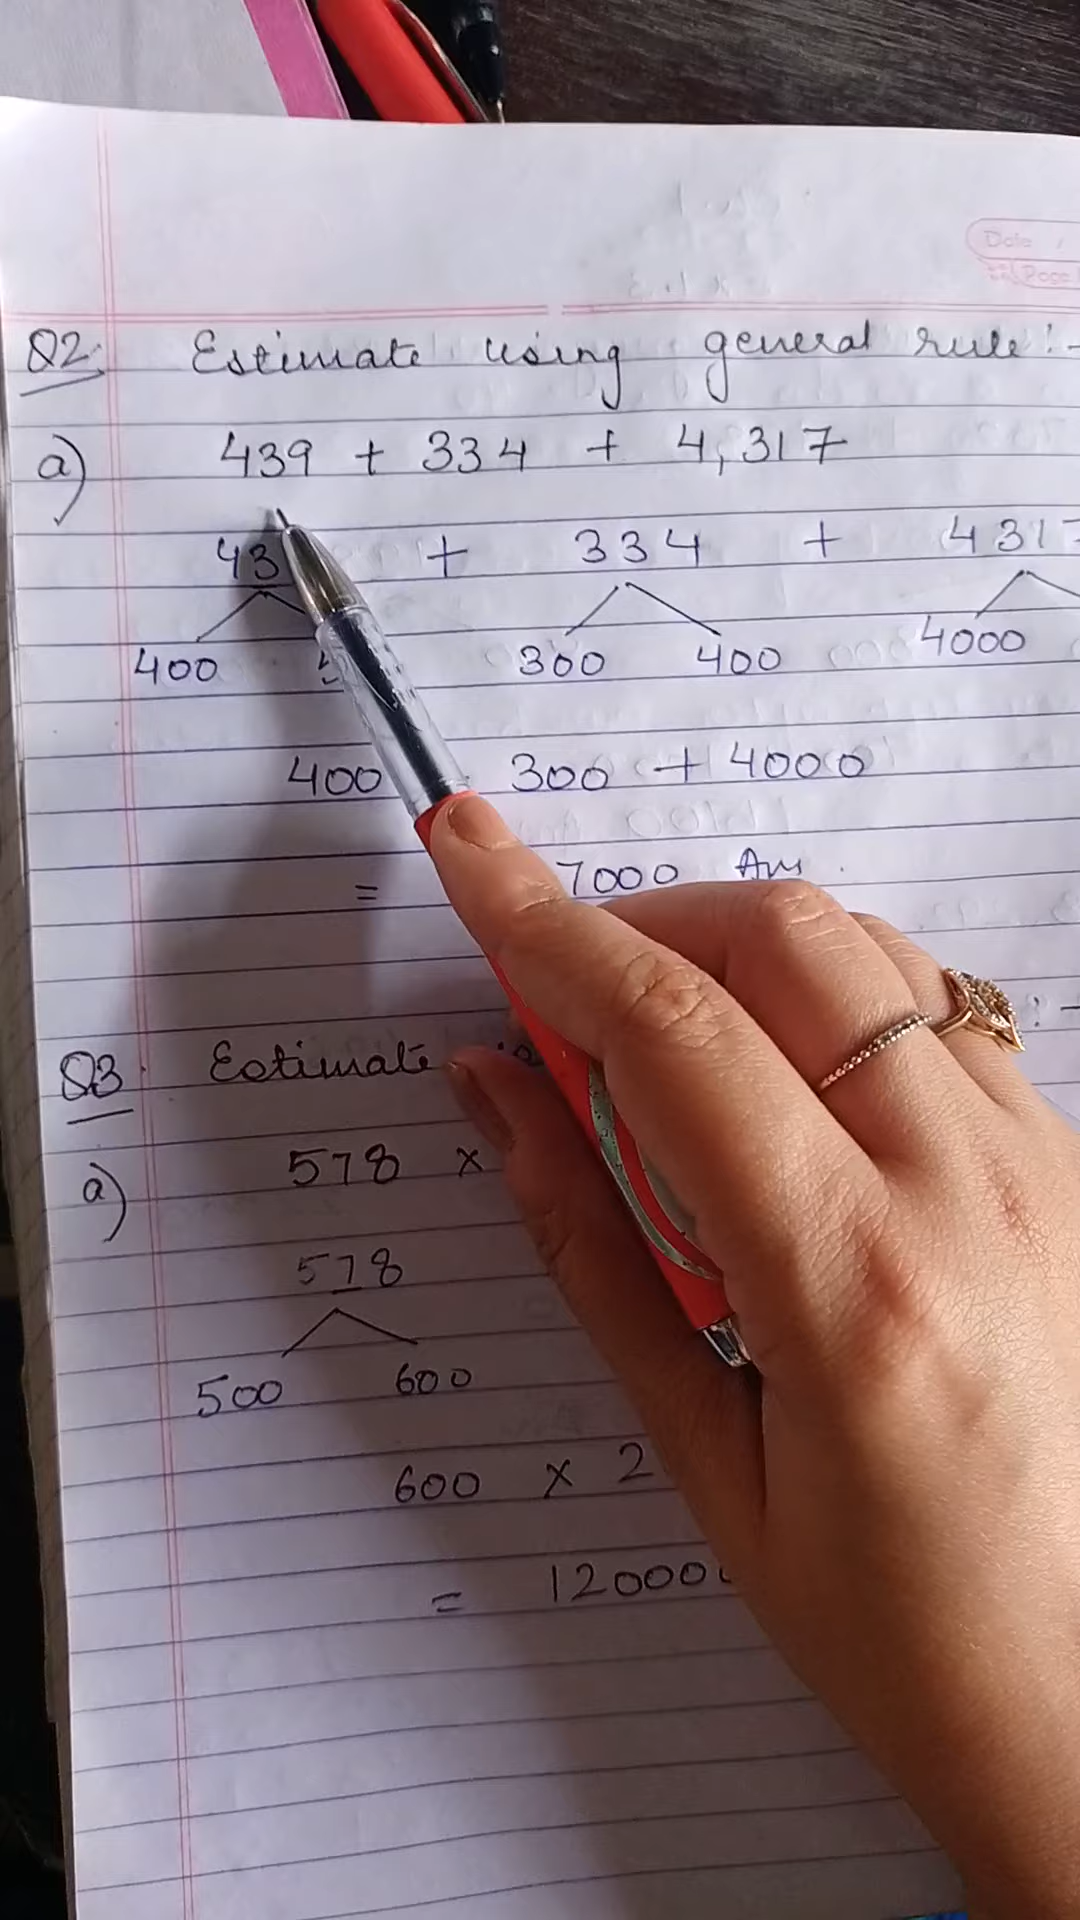 Date /
Page
Q2. Estimate using general rule :-
a) 439 + 334 + 4,317
43 + 334 + 4317
400 300 400 4000
400 300 + 4000
= 7000 Ans.
Q3. Estimate :-
a) 578 ×
578
500 600
600 × 2
= 12000